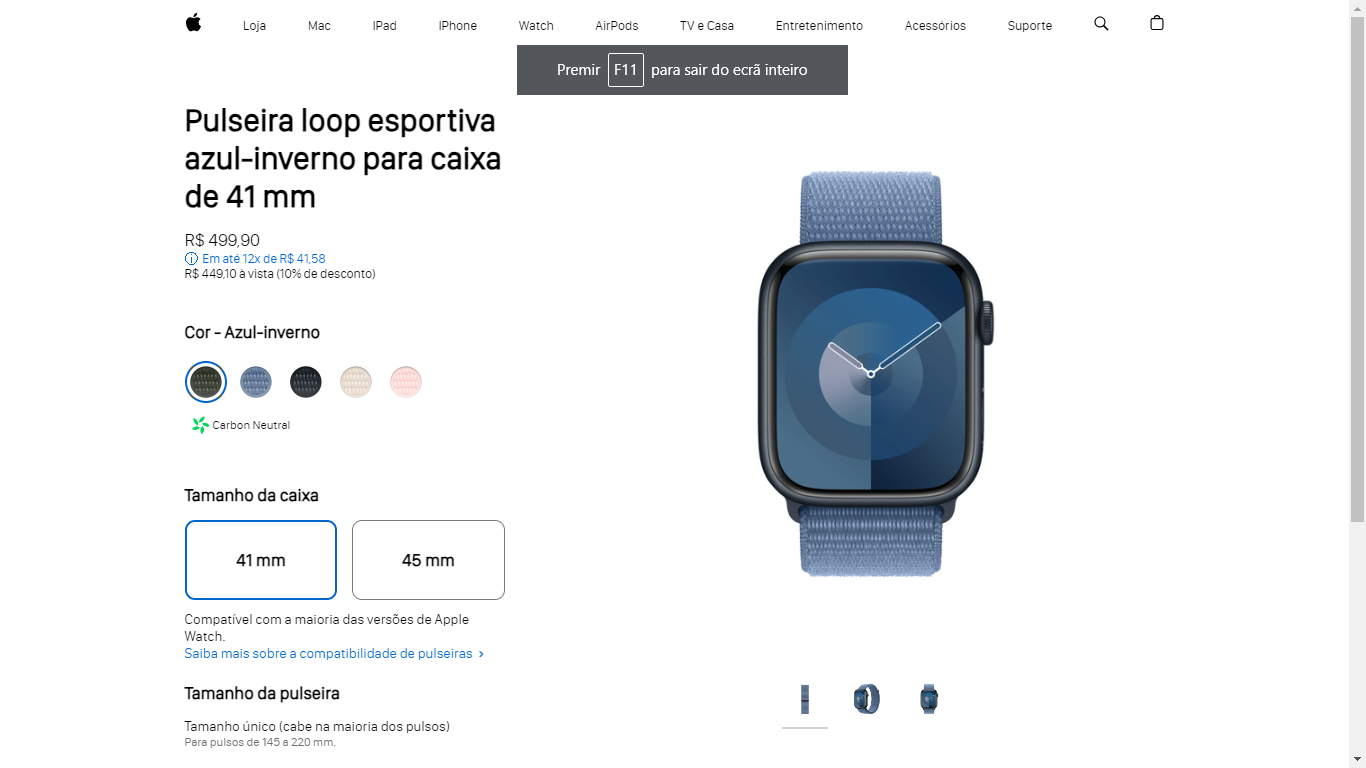 Loja Mac IPad IPhone Watch AirPods TV e Casa Entretenimento Acessórios Suporte
Premir F11 para sair do ecrã inteiro
Pulseira loop esportiva
azul-inverno para caixa
de 41 mm
R$ 499,90
Em até 12x de R$ 41,58
R$ 449,10 à vista (10% de desconto)
Cor - Azul-inverno
Carbon Neutral
Tamanho da caixa
41 mm 45 mm
Compatível com a maioria das versões de Apple
Watch.
Saiba mais sobre a compatibilidade de pulseiras ›
Tamanho da pulseira
Tamanho único (cabe na maioria dos pulsos)
Para pulsos de 145 a 220 mm.